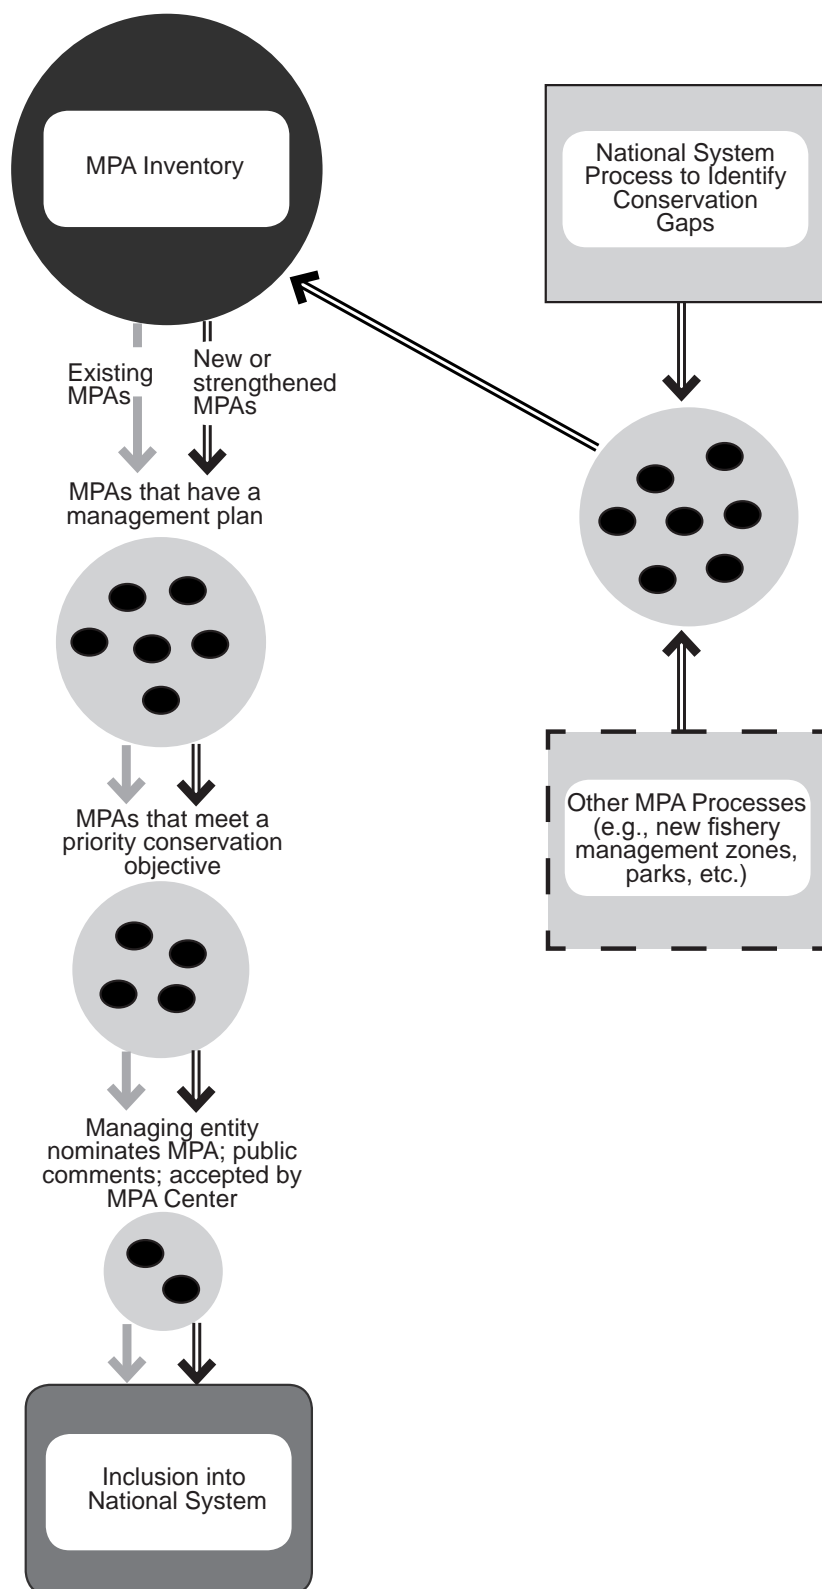 MPA Inventory
National System
Process to Identify
Conservation
Gaps
Existing
MPAs
New or
strengthened
MPAs
MPAs that have a
management plan
MPAs that meet a
priority conservation
objective
Other MPA Processes
(e.g., new fishery
management zones,
parks, etc.)
Managing entity
nominates MPA; public
comments; accepted by
MPA Center
Inclusion into
National System